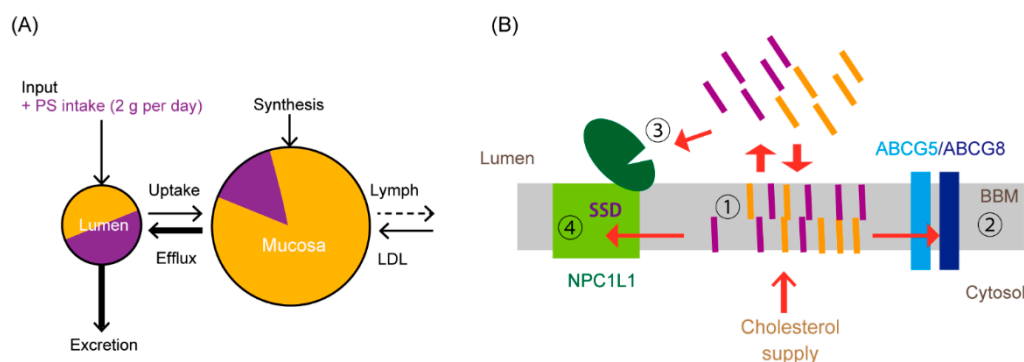 (A)
Input
+ PS intake (2 g per day)
Synthesis
Lumen
Uptake
Efflux
Mucosa
Lymph
LDL
Excretion
(B)
Lumen
③
ABCG5/ABCG8
①
BBM
②
SSD
④
NPC1L1
Cytosol
Cholesterol
supply